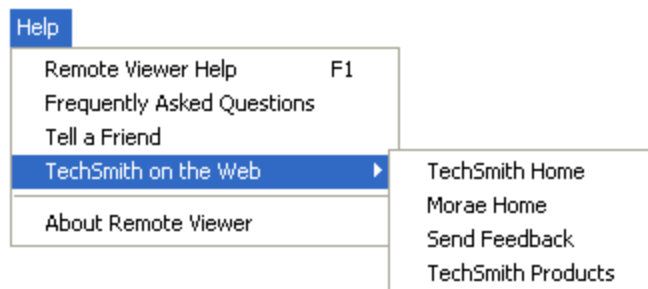 Help
Remote Viewer Help F1
Frequently Asked Questions
Tell a Friend
TechSmith on the Web
About Remote Viewer
TechSmith Home
Morae Home
Send Feedback
TechSmith Products